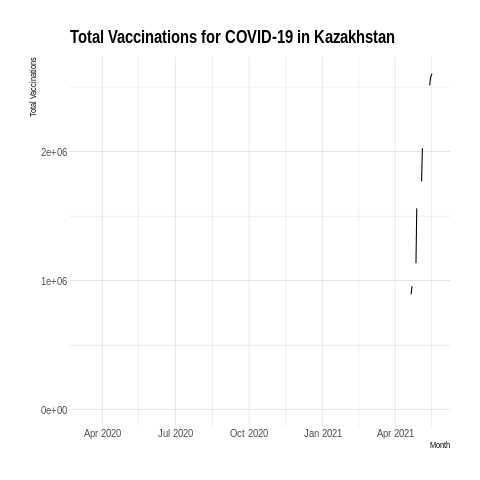 Total Vaccinations for COVID-19 in Kazakhstan
Total Vaccinations
2e+06
1e+06
0e+00
Apr 2020 Jul 2020 Oct 2020 Jan 2021 Apr 2021
Month